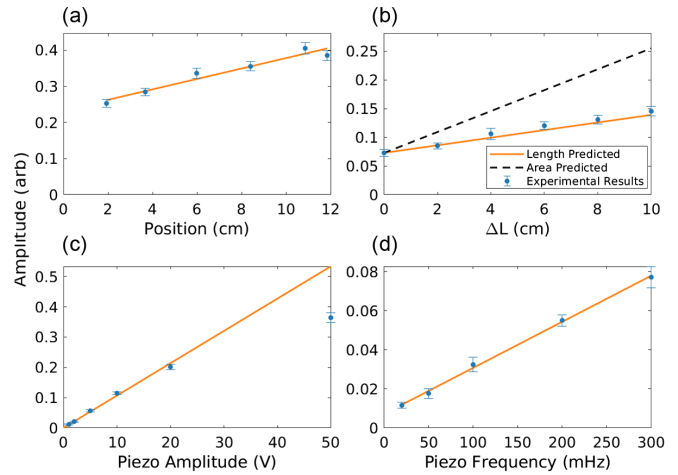 (a)
(b)
0.4
0.3
0.2
0.1
0
0 2 4 6 8 10 12
Position (cm)
0.25
0.20
0.15
0.10
0.05
0
Length Predicted
Area Predicted
Experimental Results
0 2 4 6 8 10
ΔL (cm)
Amplitude (arb)
(c)
(d)
0.5
0.4
0.3
0.2
0.1
0
0 10 20 30 40 50
Piezo Amplitude (V)
0.08
0.06
0.04
0.02
0
0 50 100 150 200 250 300
Piezo Frequency (mHz)